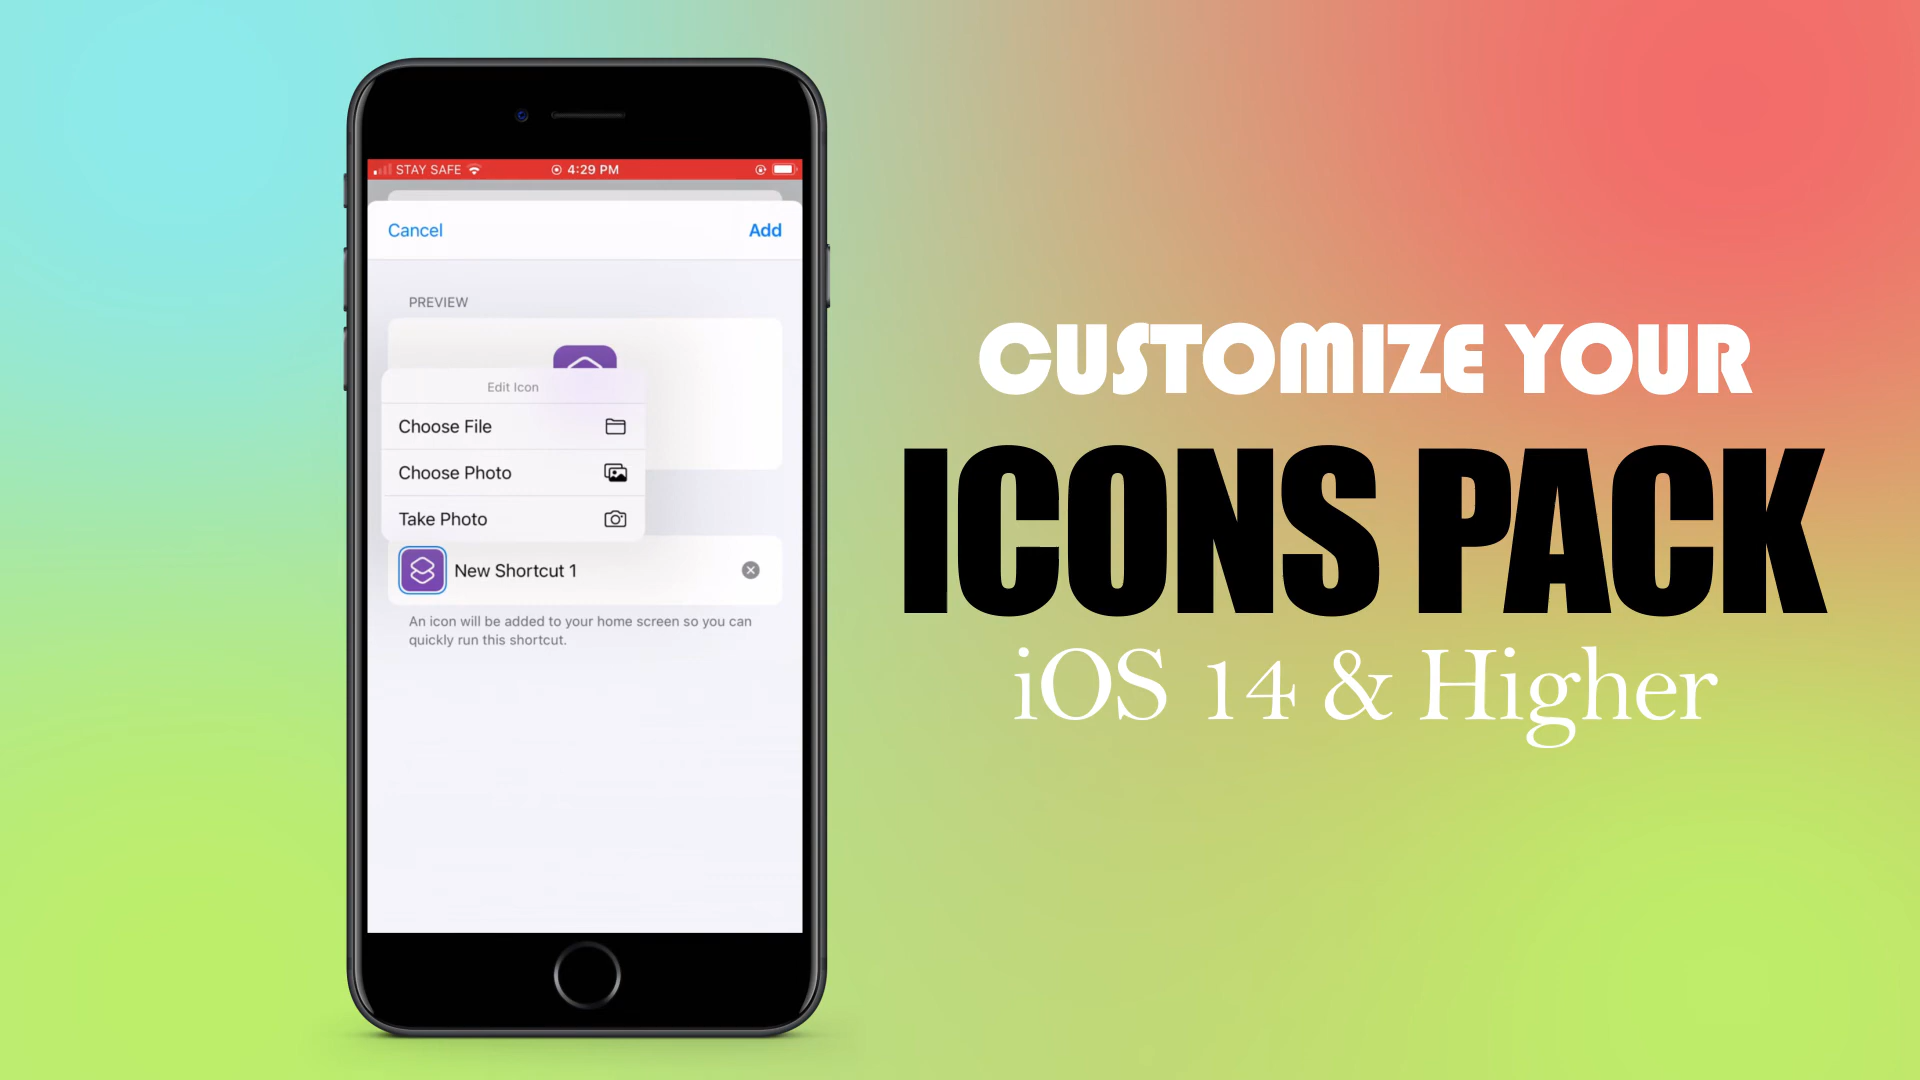 STAY SAFE 4:29 PM
Cancel Add
PREVIEW
Edit Icon
Choose File
Choose Photo
Take Photo
New Shortcut 1
An icon will be added to your home screen so you can
quickly run this shortcut.
CUSTOMIZE YOUR
ICONS PACK
iOS 14 & Higher